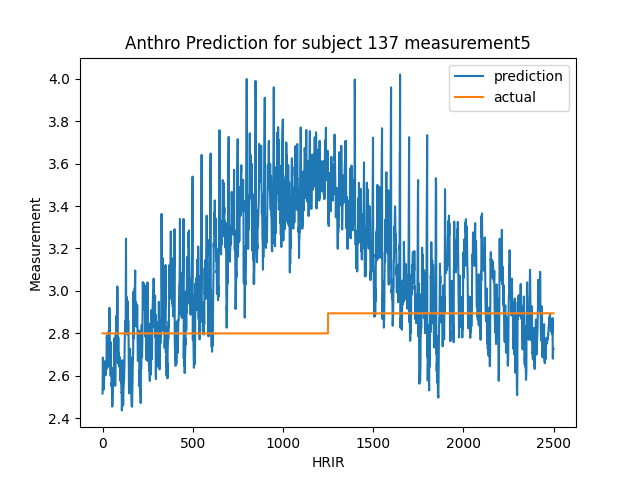 Anthro Prediction for subject 137 measurement5
prediction
actual
4.0
3.8
3.6
3.4
3.2
3.0
2.8
2.6
2.4
Measurement
0 500 1000 1500 2000 2500
HRIR